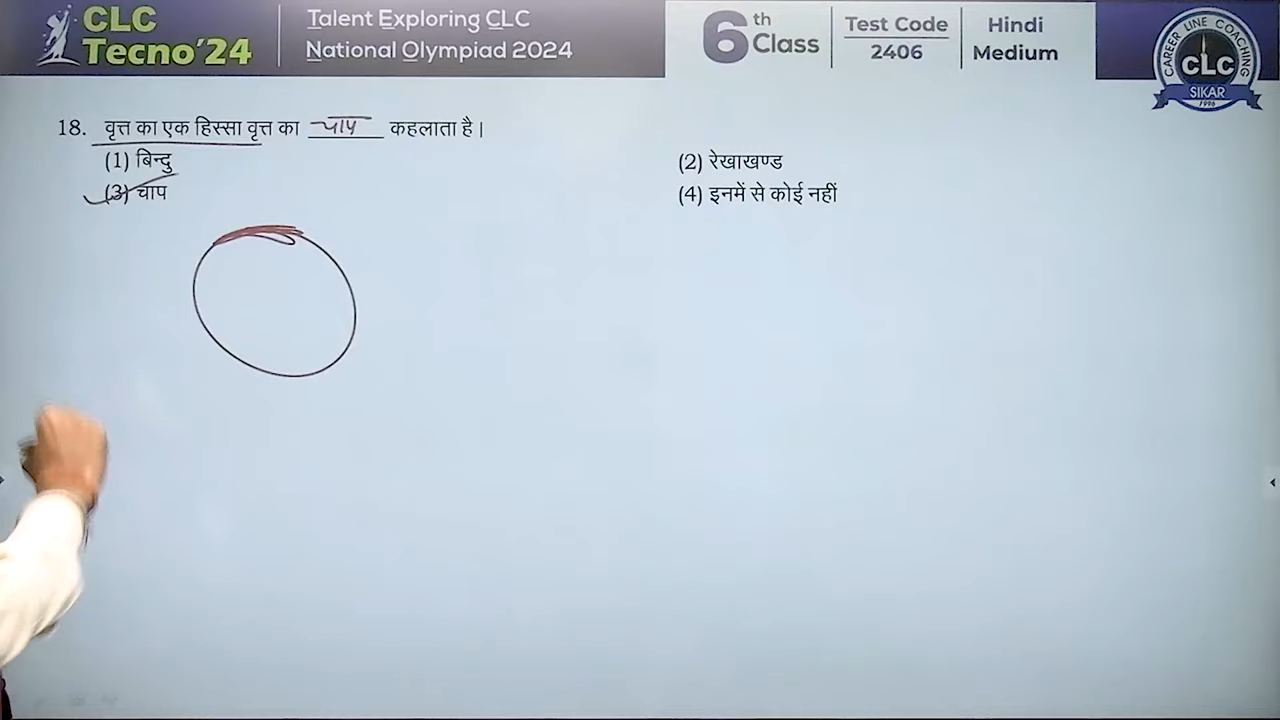 CLC
Tecno'24
Talent Exploring CLC
National Olympiad 2024
6th Class
Test Code
2406
Hindi
Medium
CAREER LINE COACHING
CLC
SIKAR
1996
18. वृत्त का एक हिस्सा वृत्त का चाप कहलाता है।
(1) बिन्दु
(2) रेखाखण्ड
(3) चाप
(4) इनमें से कोई नहीं